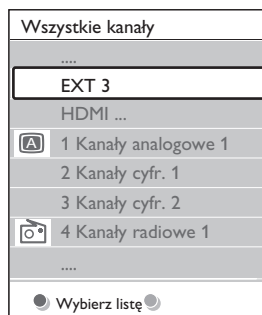 Wszystkie kanały
....
EXT 3
HDMI ...
A 1 Kanały analogowe 1
2 Kanały cyfr. 1
3 Kanały cyfr. 2
4 Kanały radiowe 1
....
Wybierz listę